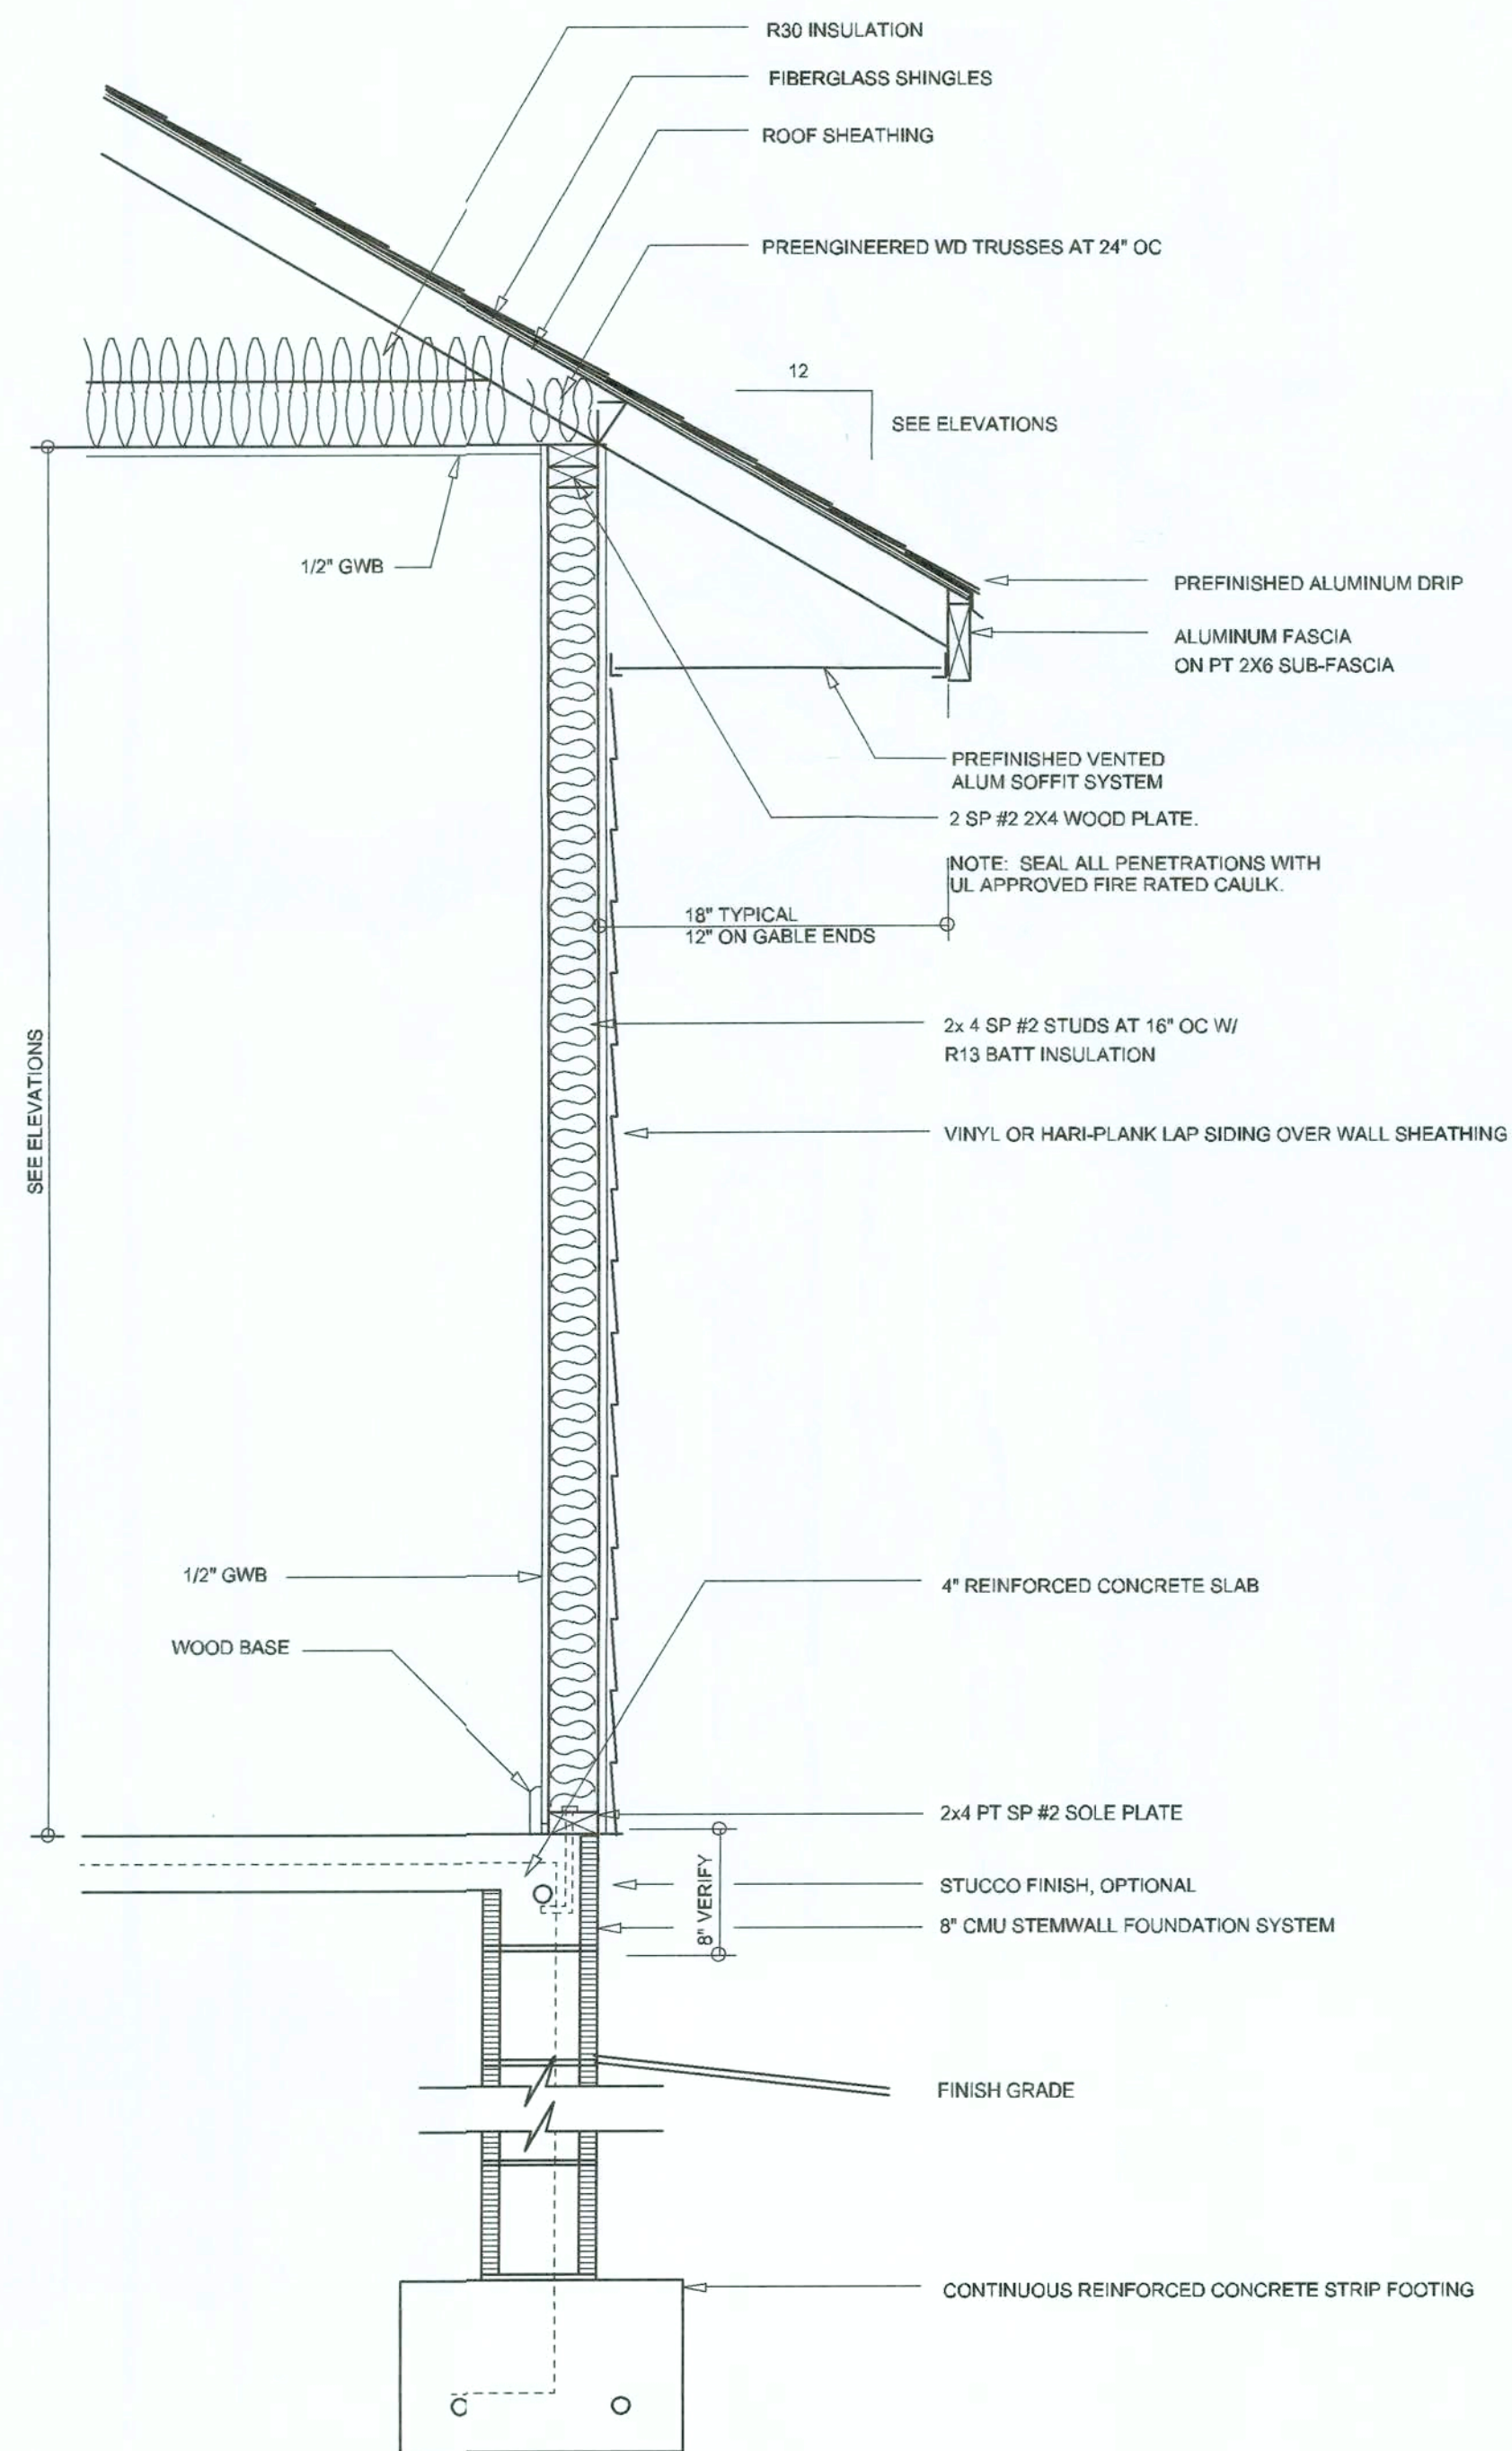 R30 INSULATION
FIBERGLASS SHINGLES
ROOF SHEATHING
PREENGINEERED WD TRUSSES AT 24" OC
12
SEE ELEVATIONS
1/2" GWB
PREFINISHED ALUMINUM DRIP
ALUMINUM FASCIA
ON PT 2X6 SUB-FASCIA
PREFINISHED VENTED
ALUM SOFFIT SYSTEM
2 SP #2 2X4 WOOD PLATE.
NOTE: SEAL ALL PENETRATIONS WITH
UL APPROVED FIRE RATED CAULK.
18" TYPICAL
12" ON GABLE ENDS
2x 4 SP #2 STUDS AT 16" OC W/
R13 BATT INSULATION
SEE ELEVATIONS
VINYL OR HARI-PLANK LAP SIDING OVER WALL SHEATHING
1/2" GWB
4" REINFORCED CONCRETE SLAB
WOOD BASE
2x4 PT SP #2 SOLE PLATE
8" VERIFY
STUCCO FINISH, OPTIONAL
8" CMU STEMWALL FOUNDATION SYSTEM
FINISH GRADE
CONTINUOUS REINFORCED CONCRETE STRIP FOOTING